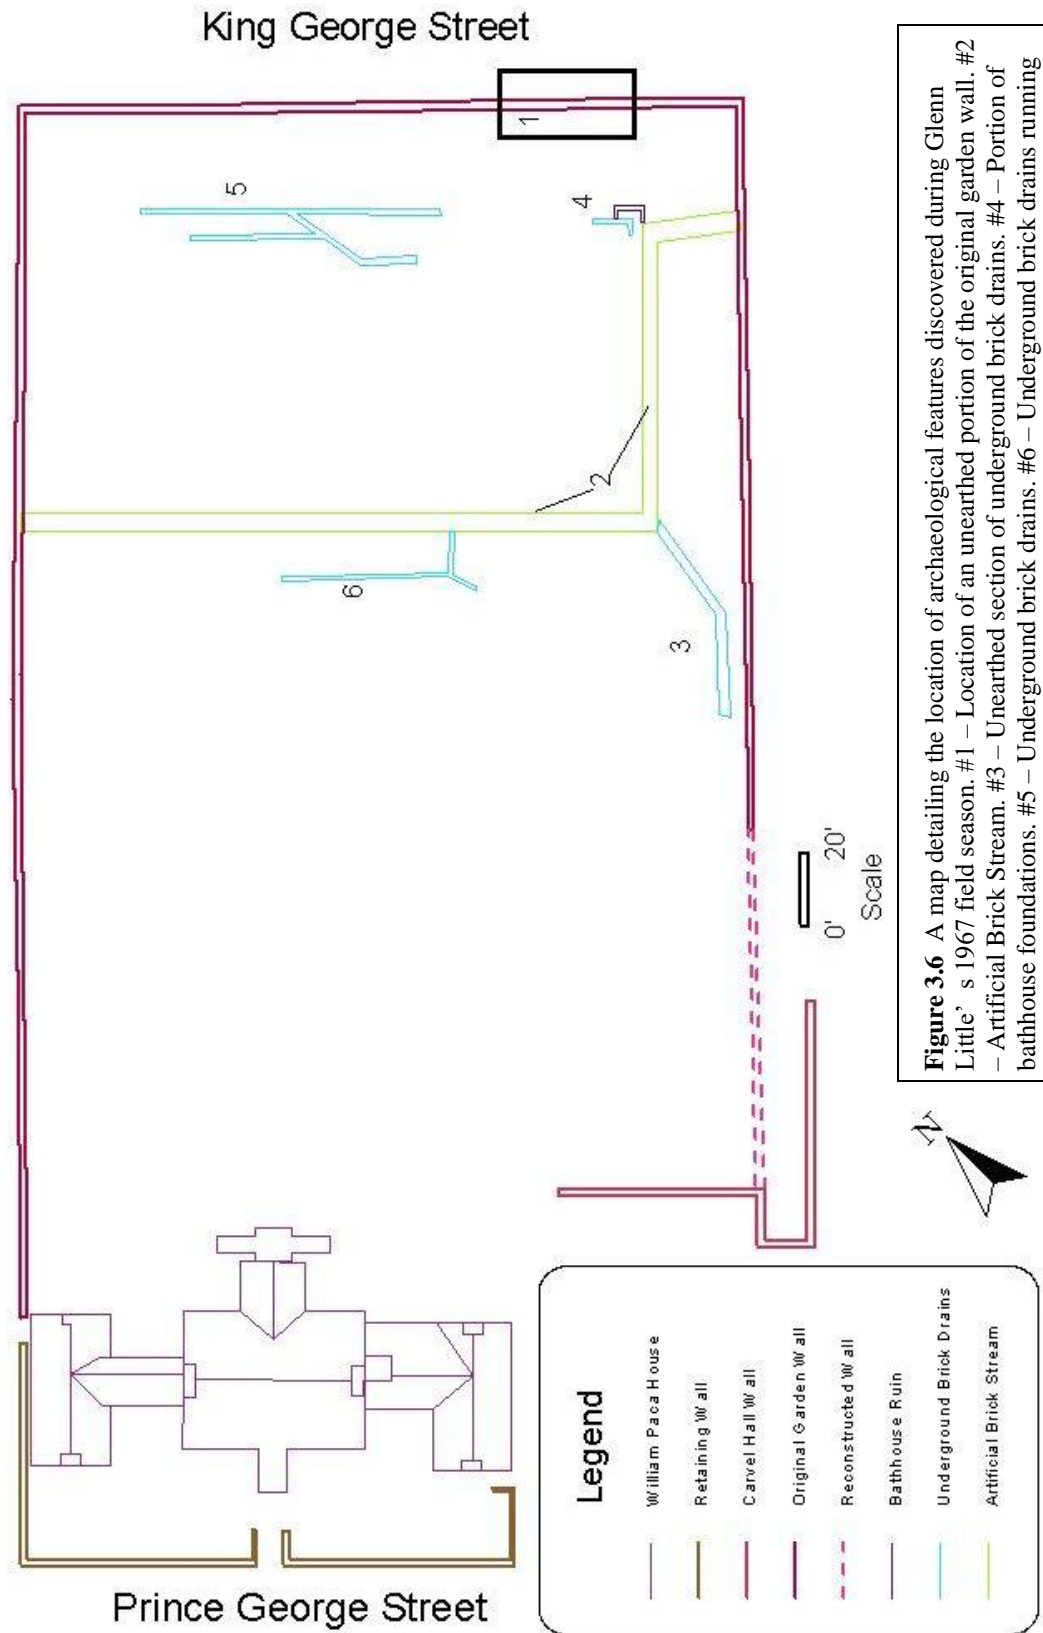 King George Street
1
5
4
2
6
3
0' 20'
Scale
N
Prince George Street
Legend
William Paca House
Retaining Wall
Carvel Hall Wall
Original Garden Wall
Reconstructed Wall
Bathhouse Ruin
Underground Brick Drains
Artificial Brick Stream
Figure 3.6 A map detailing the location of archaeological features discovered during Glenn
Little’ s 1967 field season. #1 – Location of an unearthed portion of the original garden wall. #2
– Artificial Brick Stream. #3 – Unearthed section of underground brick drains. #4 – Portion of
bathhouse foundations. #5 – Underground brick drains. #6 – Underground brick drains running